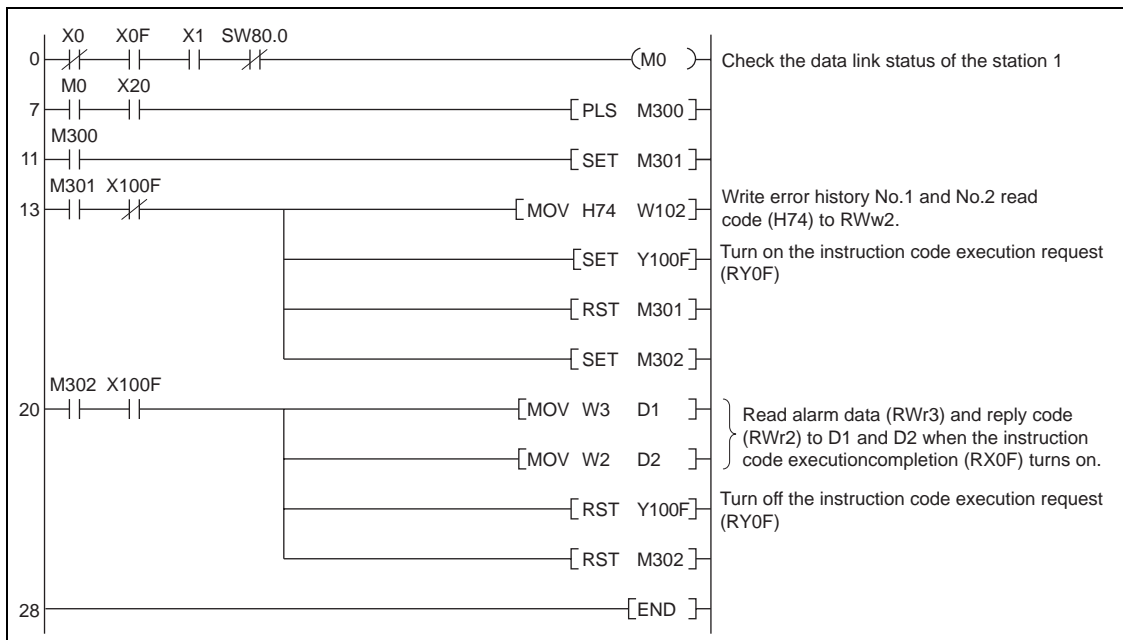 X0 X0F X1 SW80.0
0 M0 Check the data link status of the station 1
M0 X20
7 PLS M300
M300
11 SET M301
M301 X100F
13 MOV H74 W102 Write error history No.1 and No.2 read
code (H74) to RWw2.
SET Y100F Turn on the instruction code execution request
(RY0F)
RST M301
SET M302
M302 X100F
20 MOV W3 D1 Read alarm data (RWr3) and reply code
(RWr2) to D1 and D2 when the instruction
MOV W2 D2 code executioncompletion (RX0F) turns on.
RST Y100F Turn off the instruction code execution request
(RY0F)
RST M302
28 END